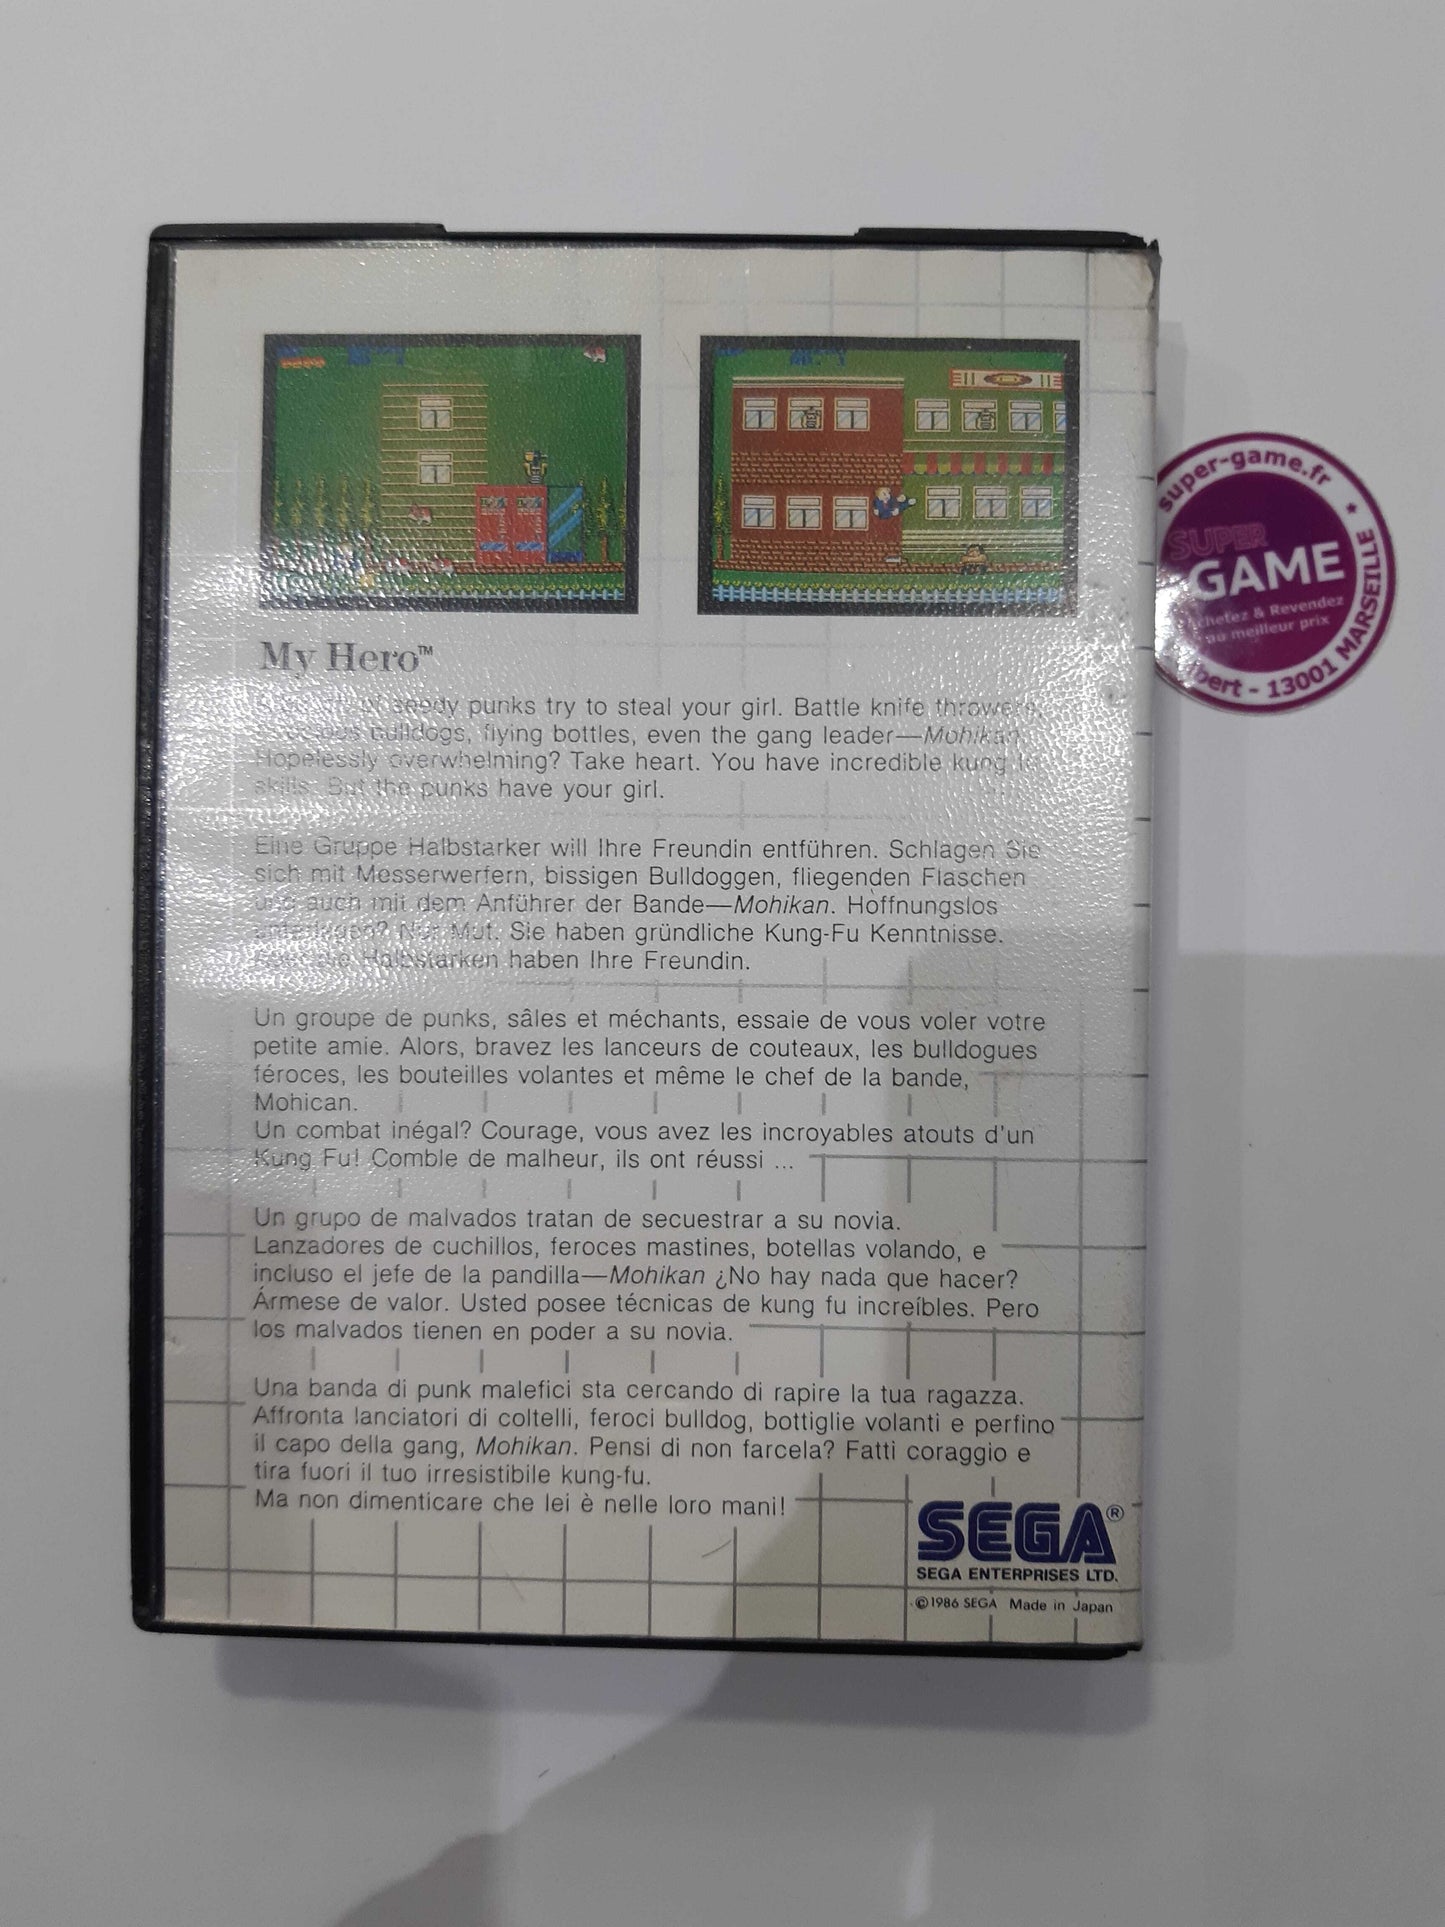 My Hero™
punks try to steal your girl. Battle knife throwers,
bulldogs, flying bottles, even the gang leader—Mohikan.
Hopelessly overwhelming? Take heart. You have incredible kung fu
skills. But the punks have your girl.
Eine Gruppe Halbstarker will Ihre Freundin entführen. Schlagen Sie
sich mit Messerwerfern, bissigen Bulldoggen, fliegenden Flaschen
und auch mit dem Anführer der Bande—Mohikan. Hoffnungslos
unterlegen? Nur Mut. Sie haben gründliche Kung-Fu Kenntnisse.
Aber die Halbstarken haben Ihre Freundin.
Un groupe de punks, sâles et méchants, essaie de vous voler votre
petite amie. Alors, bravez les lanceurs de couteaux, les bulldogues
féroces, les bouteilles volantes et même le chef de la bande,
Mohican.
Un combat inégal? Courage, vous avez les incroyables atouts d'un
Kung Fu! Comble de malheur, ils ont réussi ...
Un grupo de malvados tratan de secuestrar a su novia.
Lanzadores de cuchillos, feroces mastines, botellas volando, e
incluso el jefe de la pandilla—Mohikan ¿No hay nada que hacer?
Ármese de valor. Usted posee técnicas de kung fu increíbles. Pero
los malvados tienen en poder a su novia.
Una banda di punk malefici sta cercando di rapire la tua ragazza.
Affronta lanciatori di coltelli, feroci bulldog, bottiglie volanti e perfino
il capo della gang, Mohikan. Pensi di non farcela? Fatti coraggio e
tira fuori il tuo irresistibile kung-fu.
Ma non dimenticare che lei è nelle loro mani!
SEGA®
SEGA ENTERPRISES LTD.
©1986 SEGA Made in Japan
super-game.fr
SUPER
GAME
& Revendez
au meilleur prix
- 13001 MARSEILLE *